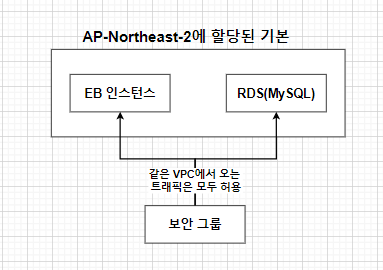 AP-Northeast-2에 할당된 기본
EB 인스턴스
RDS(MySQL)
같은 VPC에서 오는
트래픽은 모두 허용
보안 그룹